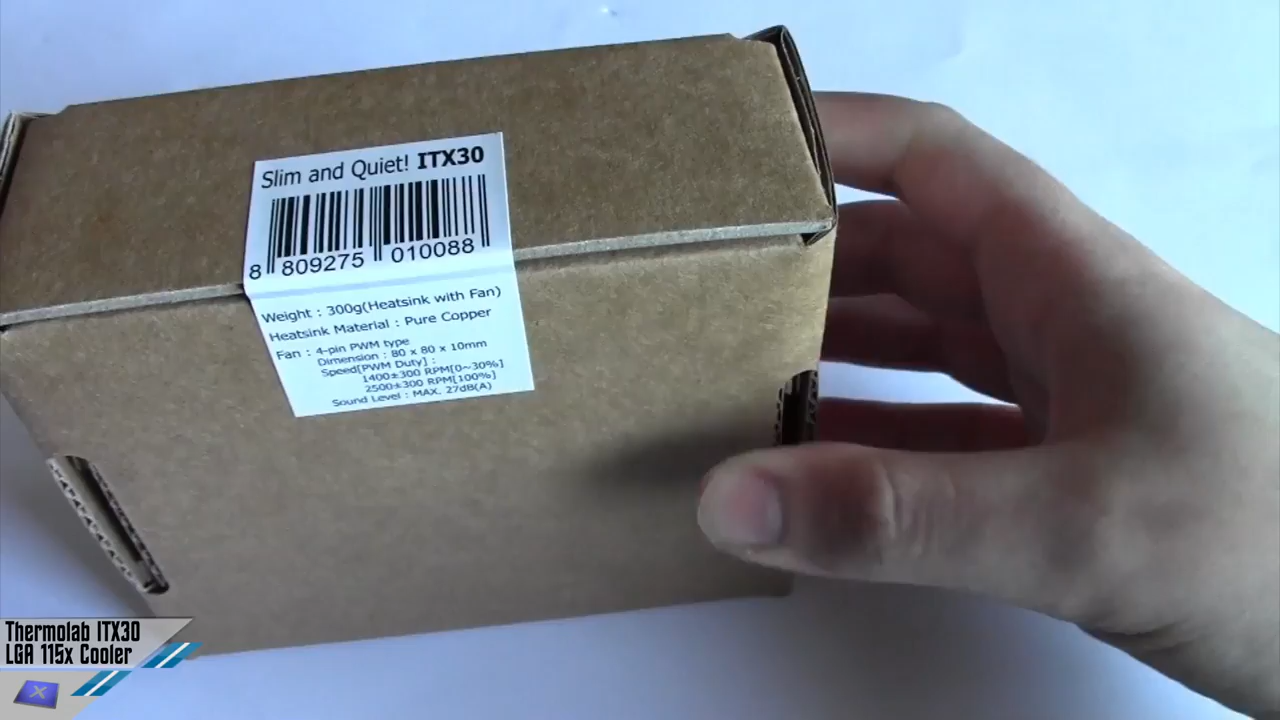 Slim and Quiet! ITX30
8 809275 010088
Weight : 300g(Heatsink with Fan)
Heatsink Material : Pure Copper
Fan : 4-pin PWM type
Dimension : 80 x 80 x 10mm
Speed[PWM Duty] :
1400±300 RPM[0~30%]
2500±300 RPM[100%]
Sound Level : MAX. 27dB(A)
Thermolab ITX30
LGA 115x Cooler